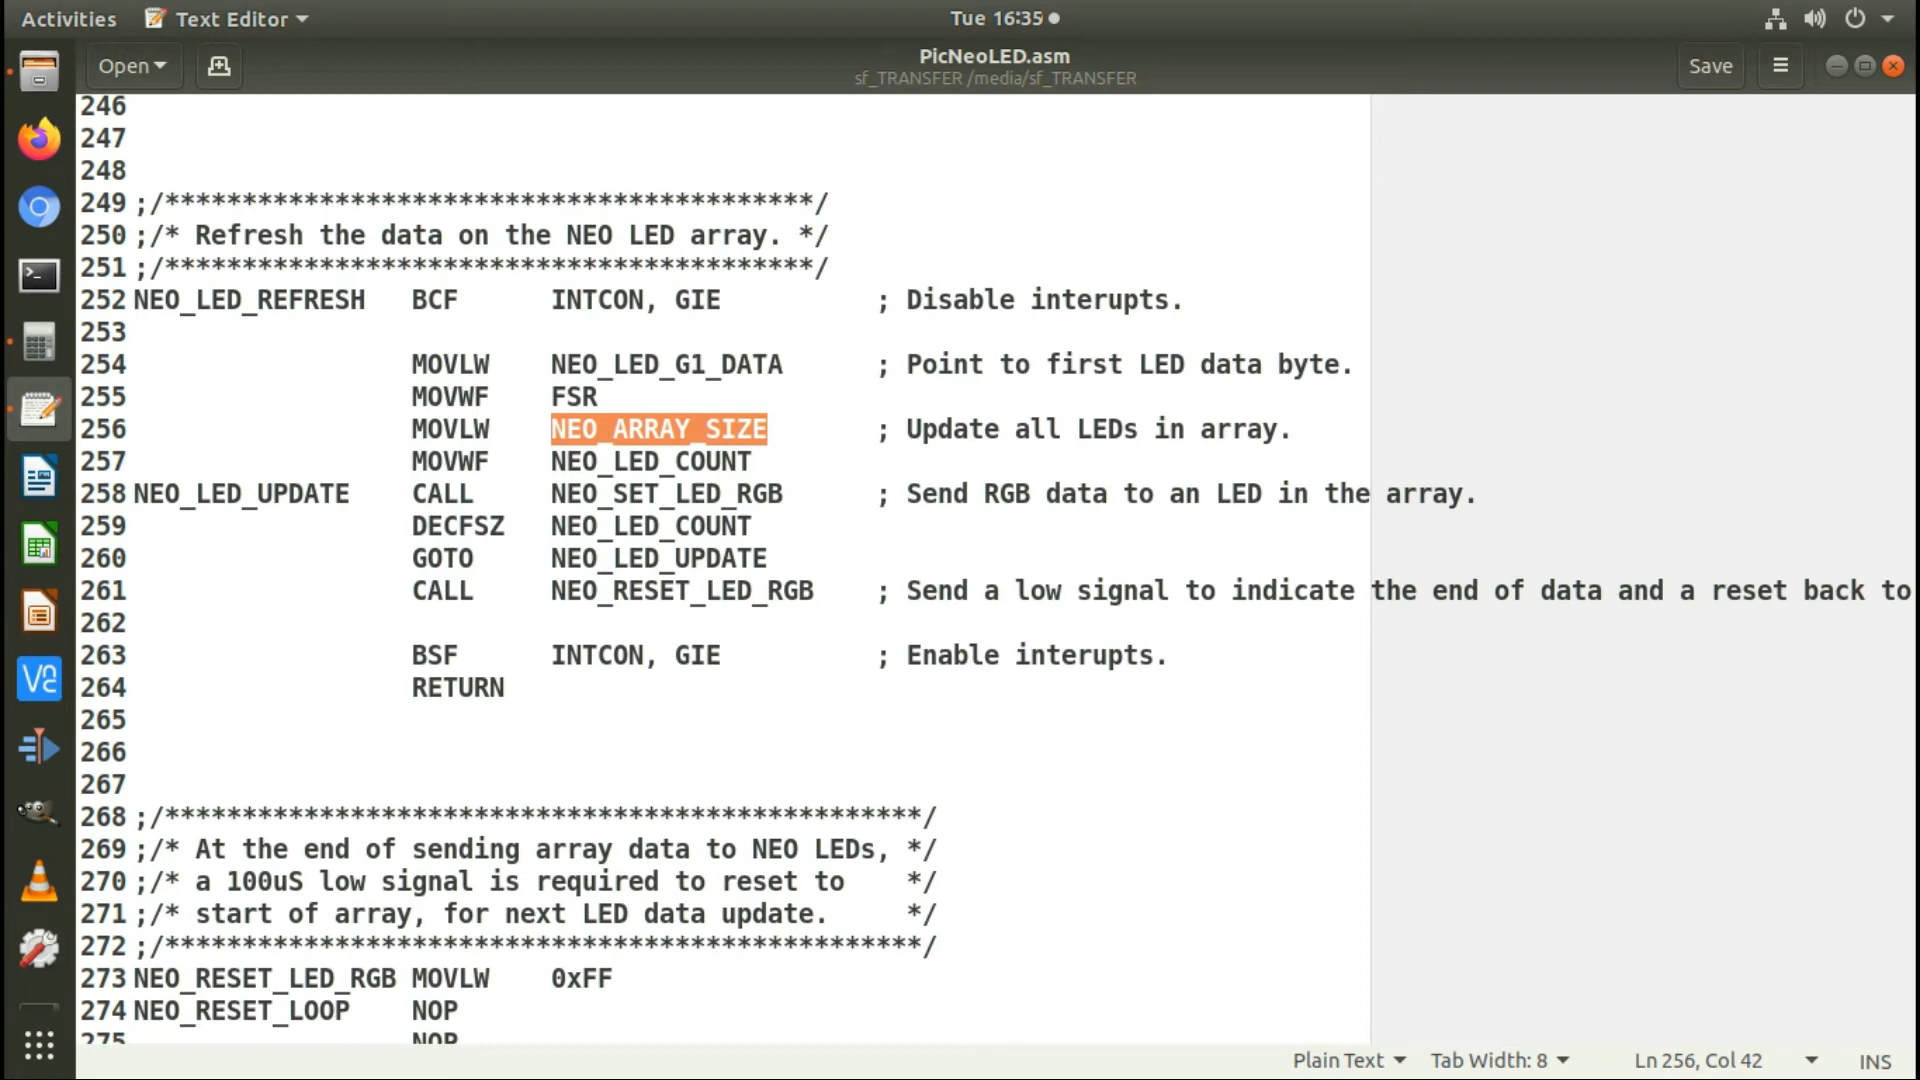 Activities Text Editor Tue 16:35
Open PicNeoLED.asm Save
sf_TRANSFER /media/sf_TRANSFER
246
247
248
249 ;/******************************************/
250 ;/* Refresh the data on the NEO LED array. */
251 ;/******************************************/
252 NEO_LED_REFRESH BCF INTCON, GIE ; Disable interupts.
253
254 MOVLW NEO_LED_G1_DATA ; Point to first LED data byte.
255 MOVWF FSR
256 MOVLW NEO_ARRAY_SIZE ; Update all LEDs in array.
257 MOVWF NEO_LED_COUNT
258 NEO_LED_UPDATE CALL NEO_SET_LED_RGB ; Send RGB data to an LED in the array.
259 DECFSZ NEO_LED_COUNT
260 GOTO NEO_LED_UPDATE
261 CALL NEO_RESET_LED_RGB ; Send a low signal to indicate the end of data and a reset back to
262
263 BSF INTCON, GIE ; Enable interupts.
264 RETURN
265
266
267
268 ;/*************************************************/
269 ;/* At the end of sending array data to NEO LEDs, */
270 ;/* a 100uS low signal is required to reset to */
271 ;/* start of array, for next LED data update. */
272 ;/*************************************************/
273 NEO_RESET_LED_RGB MOVLW 0xFF
274 NEO_RESET_LOOP NOP
275 NOP
Plain Text Tab Width: 8 Ln 256, Col 42 INS